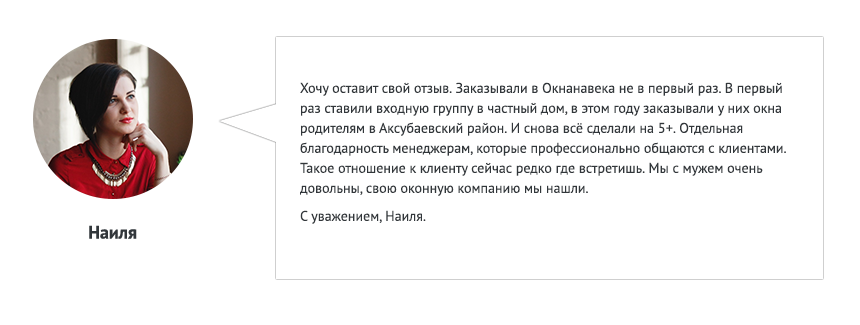 Хочу оставит свой отзыв. Заказывали в Окнанавека не в первый раз. В первый
раз ставили входную группу в частный дом, в этом году заказывали у них окна
родителям в Аксубаевский район. И снова всё сделали на 5+. Отдельная
благодарность менеджерам, которые профессионально общаются с клиентами.
Такое отношение к клиенту сейчас редко где встретишь. Мы с мужем очень
довольны, свою оконную компанию мы нашли.
С уважением, Наиля.
Наиля